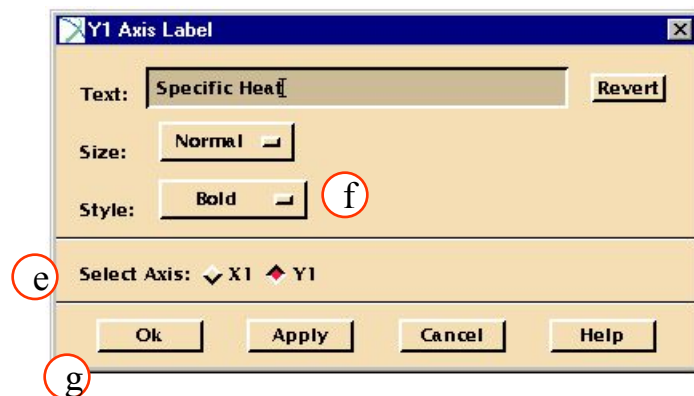 Y1 Axis Label
Text: Specific Heat Revert
Size: Normal
Style: Bold f
e Select Axis: X1 Y1
Ok Apply Cancel Help
g